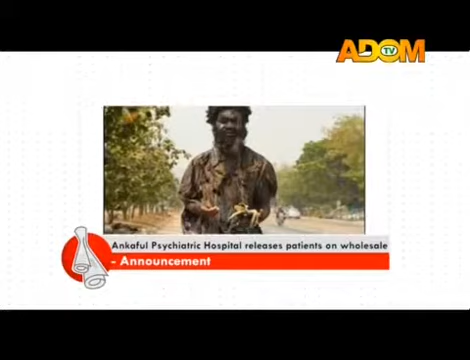 ADOM
TV
Ankaful Psychiatric Hospital releases patients on wholesale
- Announcement